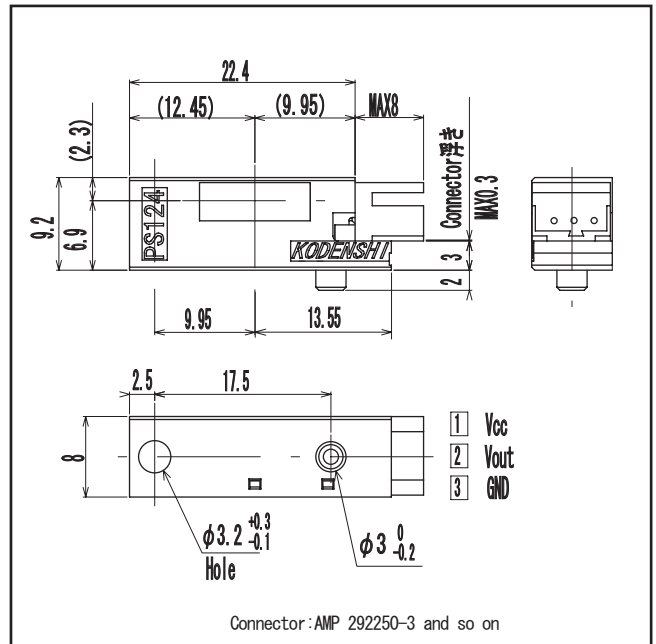 22.4
(12.45)
(9.95)
MAX8
(2.3)
9.2
6.9
PS124
KODENSHI
Connector浮き
MAX0.3
3
2
9.95
13.55
2.5
17.5
8
φ3.2 +0.3 -0.1
Hole
φ3 0 -0.2
1 Vcc
2 Vout
3 GND
Connector:AMP 292250-3 and so on